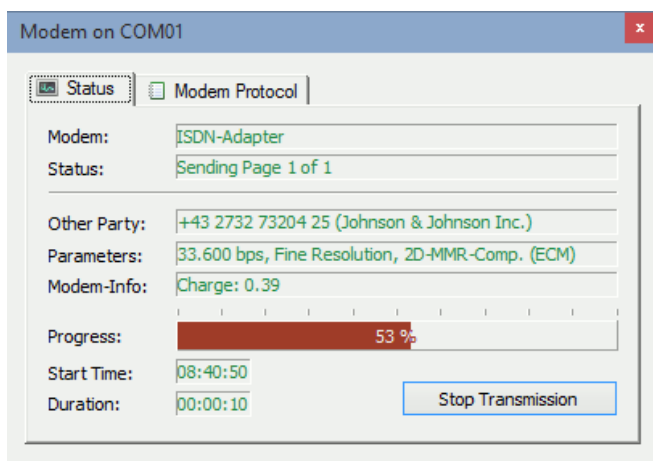 Modem on COM01
x
Status
Modem Protocol
Modem: ISDN-Adapter
Status: Sending Page 1 of 1
Other Party: +43 2732 73204 25 (Johnson & Johnson Inc.)
Parameters: 33.600 bps, Fine Resolution, 2D-MMR-Comp. (ECM)
Modem-Info: Charge: 0.39
Progress: 53 %
Start Time: 08:40:50
Duration: 00:00:10
Stop Transmission